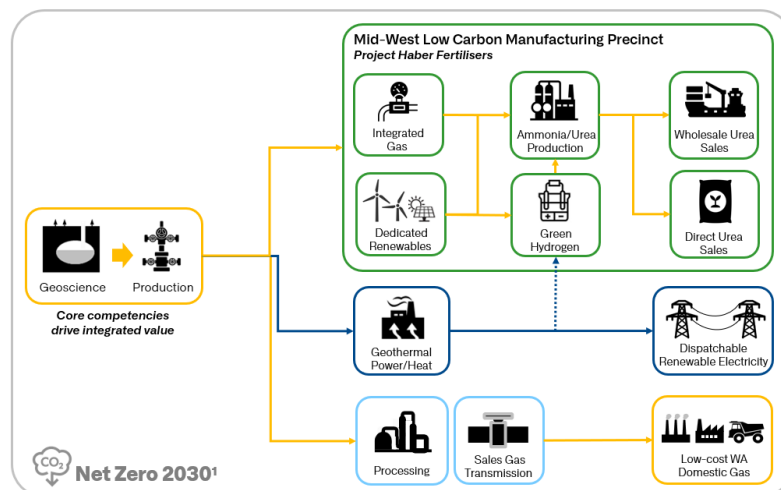 Mid-West Low Carbon Manufacturing Precinct
Project Haber Fertilisers
Integrated
Gas
Ammonia/Urea
Production
Wholesale Urea
Sales
Dedicated
Renewables
Green
Hydrogen
Direct Urea
Sales
Geoscience
Production
Core competencies
drive integrated value
Geothermal
Power/Heat
Dispatchable
Renewable Electricity
Processing
Sales Gas
Transmission
Low-cost WA
Domestic Gas
CO₂
Net Zero 2030¹